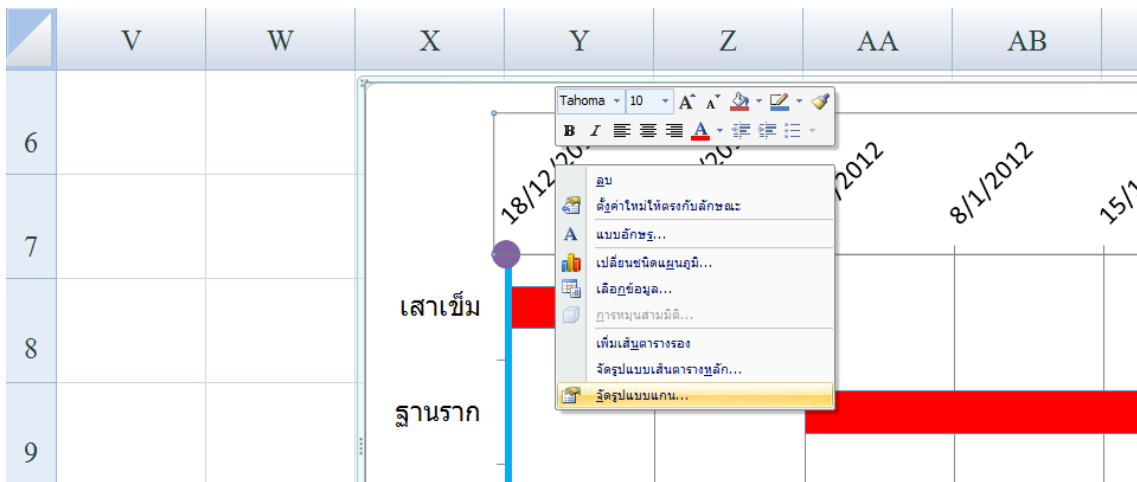 V W X Y Z AA AB
Tahoma 10 A A
B I A
6
18/12/20
/20
/2012
8/1/2012
15/1
ลบ
ตั้งค่าใหม่ให้ตรงกับลักษณะ
A แบบอักษร...
7
เปลี่ยนชนิดแผนภูมิ...
เลือกข้อมูล...
เสาเข็ม
การหมุนสามมิติ...
8
เพิ่มเส้นตารางรอง
จัดรูปแบบเส้นตารางหลัก...
จัดรูปแบบแกน...
ฐานราก
9